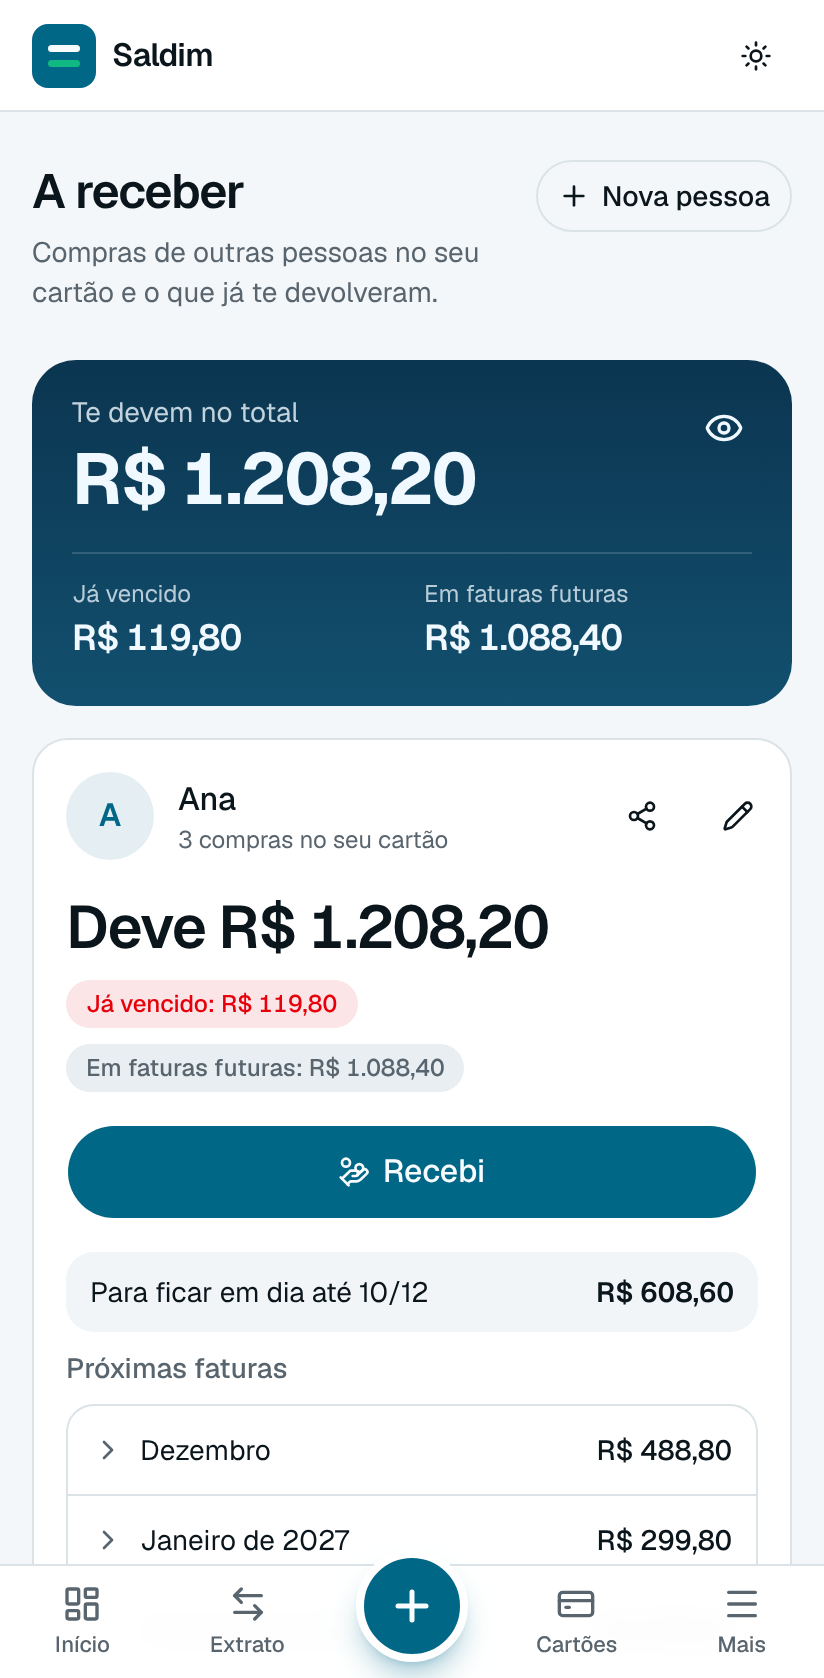 Saldim
A receber
Nova pessoa
Compras de outras pessoas no seu
cartão e o que já te devolveram.
Te devem no total
R$ 1.208,20
Já vencido
Em faturas futuras
R$ 119,80
R$ 1.088,40
A
Ana
3 compras no seu cartão
Deve R$ 1.208,20
Já vencido: R$ 119,80
Em faturas futuras: R$ 1.088,40
Recebi
Para ficar em dia até 10/12
R$ 608,60
Próximas faturas
Dezembro
R$ 488,80
Janeiro de 2027
R$ 299,80
Início
Extrato
Cartões
Mais